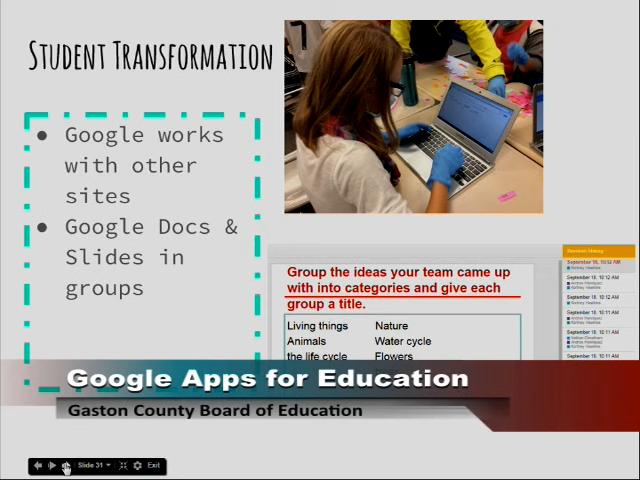 STUDENT TRANSFORMATION
● Google works
with other
sites
● Google Docs &
Slides in
groups
Group the ideas your team came up
with into categories and give each
group a title.
Living things Nature
Animals Water cycle
the life cycle Flowers
September 18, 10:12 AM
September 18, 10:12 AM
September 18, 10:11 AM
September 18, 10:11 AM
September 18, 10:11 AM
Google Apps for Education
Gaston County Board of Education
Slide 31
Exit